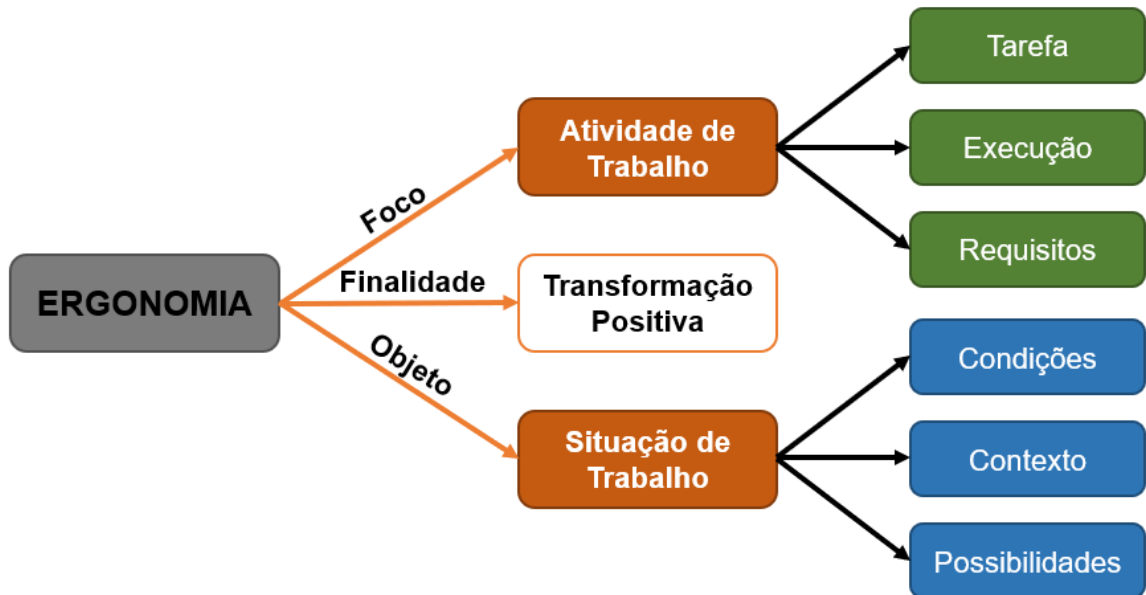 ERGONOMIA
Foco
Atividade de
Trabalho
Tarefa
Execução
Requisitos
Finalidade
Transformação
Positiva
Objeto
Situação de
Trabalho
Condições
Contexto
Possibilidades